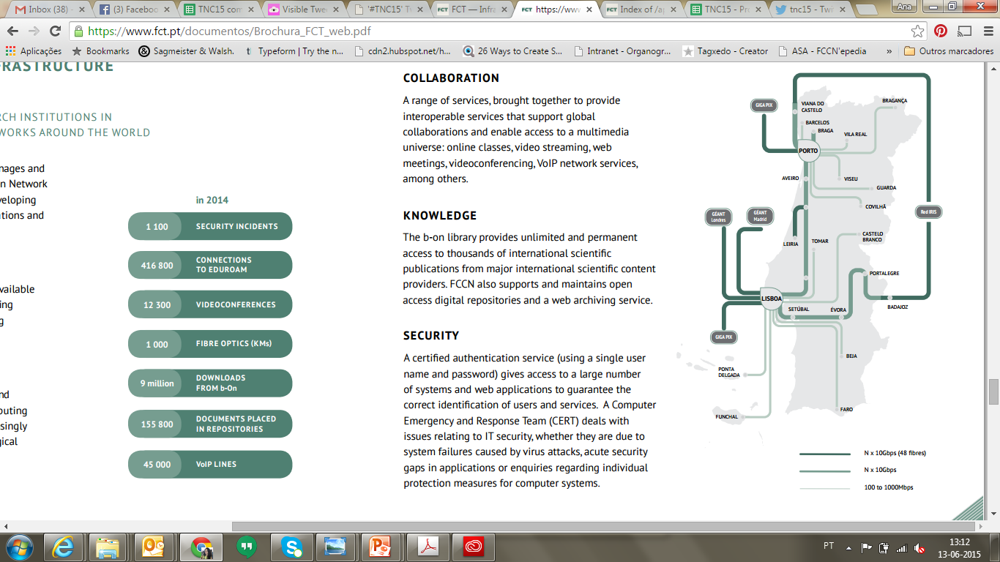 Inbox (38) -
(3) Faceboo
TNC15 com
Visible Twe
'#TNC15' T
FCT — Infra
https://ww
Index of /a
TNC15 - Pr
tnc15 - Twi
Ana
https://www.fct.pt/documentos/Brochura_FCT_web.pdf
Aplicações
Bookmarks
Sagmeister & Walsh.
Typeform | Try the n...
cdn2.hubspot.net/h...
26 Ways to Create S...
Intranet - Organogr...
Tagxedo - Creator
ASA - FCCN'epedia
»
Outros marcadores
FRASTRUCTURE
RCH INSTITUTIONS IN
WORKS AROUND THE WORLD
nages and
n Network
veloping
utions and
vailable
ing
g
nd
puting
singly
gical
in 2014
1 100 SECURITY INCIDENTS
416 800 CONNECTIONS
TO EDUROAM
12 300 VIDEOCONFERENCES
1 000 FIBRE OPTICS (KMs)
9 million DOWNLOADS
FROM b-On
155 800 DOCUMENTS PLACED
IN REPOSITORIES
45 000 VoIP LINES
COLLABORATION
A range of services, brought together to provide
interoperable services that support global
collaborations and enable access to a multimedia
universe: online classes, video streaming, web
meetings, videoconferencing, VoIP network services,
among others.
KNOWLEDGE
The b-on library provides unlimited and permanent
access to thousands of international scientific
publications from major international scientific content
providers. FCCN also supports and maintains open
access digital repositories and a web archiving service.
SECURITY
A certified authentication service (using a single user
name and password) gives access to a large number
of systems and web applications to guarantee the
correct identification of users and services. A Computer
Emergency and Response Team (CERT) deals with
issues relating to IT security, whether they are due to
system failures caused by virus attacks, acute security
gaps in applications or enquiries regarding individual
protection measures for computer systems.
GIGA PIX
VIANA DO
CASTELO
BRAGANÇA
BARCELOS
BRAGA
VILA REAL
PORTO
AVEIRO
VISEU
GUARDA
COVILHÃ
GÉANT
Londres
GÉANT
Madrid
Red IRIS
LEIRIA
TOMAR
CASTELO
BRANCO
PORTALEGRE
LISBOA
SETÚBAL
ÉVORA
BADAJOZ
GIGA PIX
BEJA
PONTA
DELGADA
FARO
FUNCHAL
N x 10Gbps (48 fibres)
N x 10Gbps
100 to 1000Mbps
PT
13:12
13-06-2015